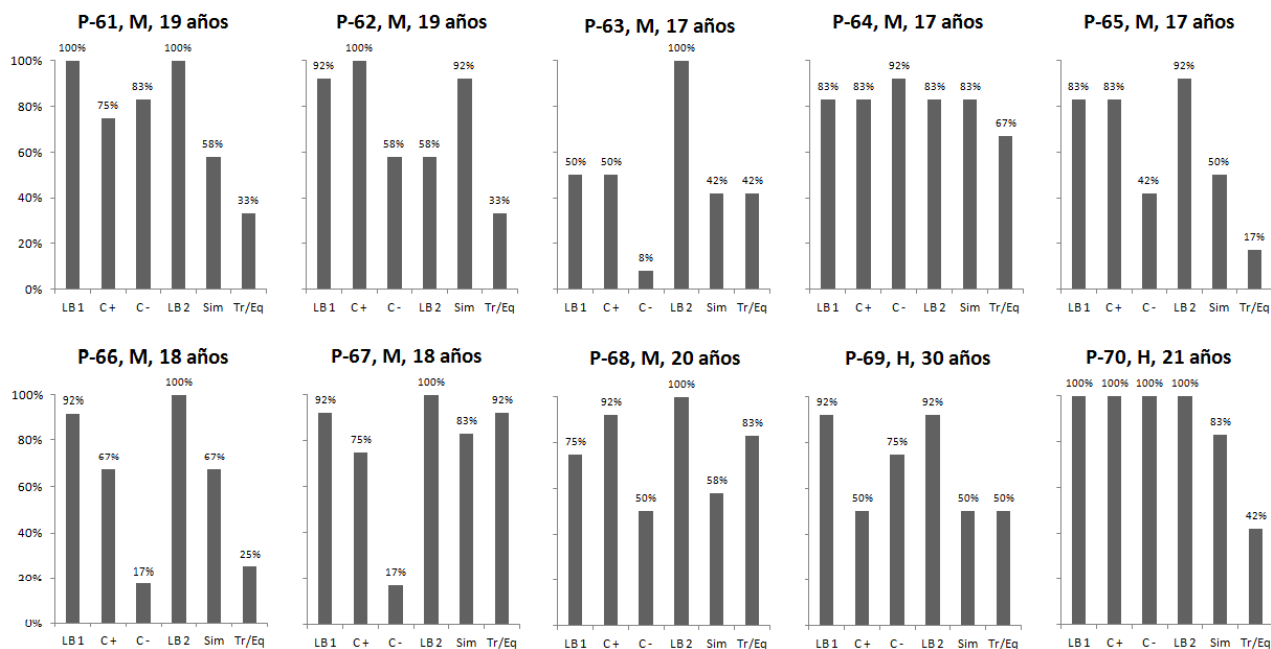 P-61, M, 19 años
P-62, M, 19 años
P-63, M, 17 años
P-64, M, 17 años
P-65, M, 17 años
100% 75% 83% 100% 58% 33%
92% 100% 58% 58% 92% 33%
50% 50% 8% 100% 42% 42%
83% 83% 92% 83% 83% 67%
83% 83% 42% 92% 50% 17%
100%
80%
60%
40%
20%
0%
LB 1 C + C - LB 2 Sim Tr/Eq
LB 1 C + C - LB 2 Sim Tr/Eq
LB 1 C + C - LB 2 Sim Tr/Eq
LB 1 C + C - LB 2 Sim Tr/Eq
LB 1 C + C - LB 2 Sim Tr/Eq
P-66, M, 18 años
P-67, M, 18 años
P-68, M, 20 años
P-69, H, 30 años
P-70, H, 21 años
92% 67% 17% 100% 67% 25%
92% 75% 17% 100% 83% 92%
75% 92% 50% 100% 58% 83%
92% 50% 75% 92% 50% 50%
100% 100% 100% 100% 83% 42%
100%
80%
60%
40%
20%
0%
LB 1 C + C - LB 2 Sim Tr/Eq
LB 1 C + C - LB 2 Sim Tr/Eq
LB 1 C + C - LB 2 Sim Tr/Eq
LB 1 C + C - LB 2 Sim Tr/Eq
LB 1 C + C - LB 2 Sim Tr/Eq